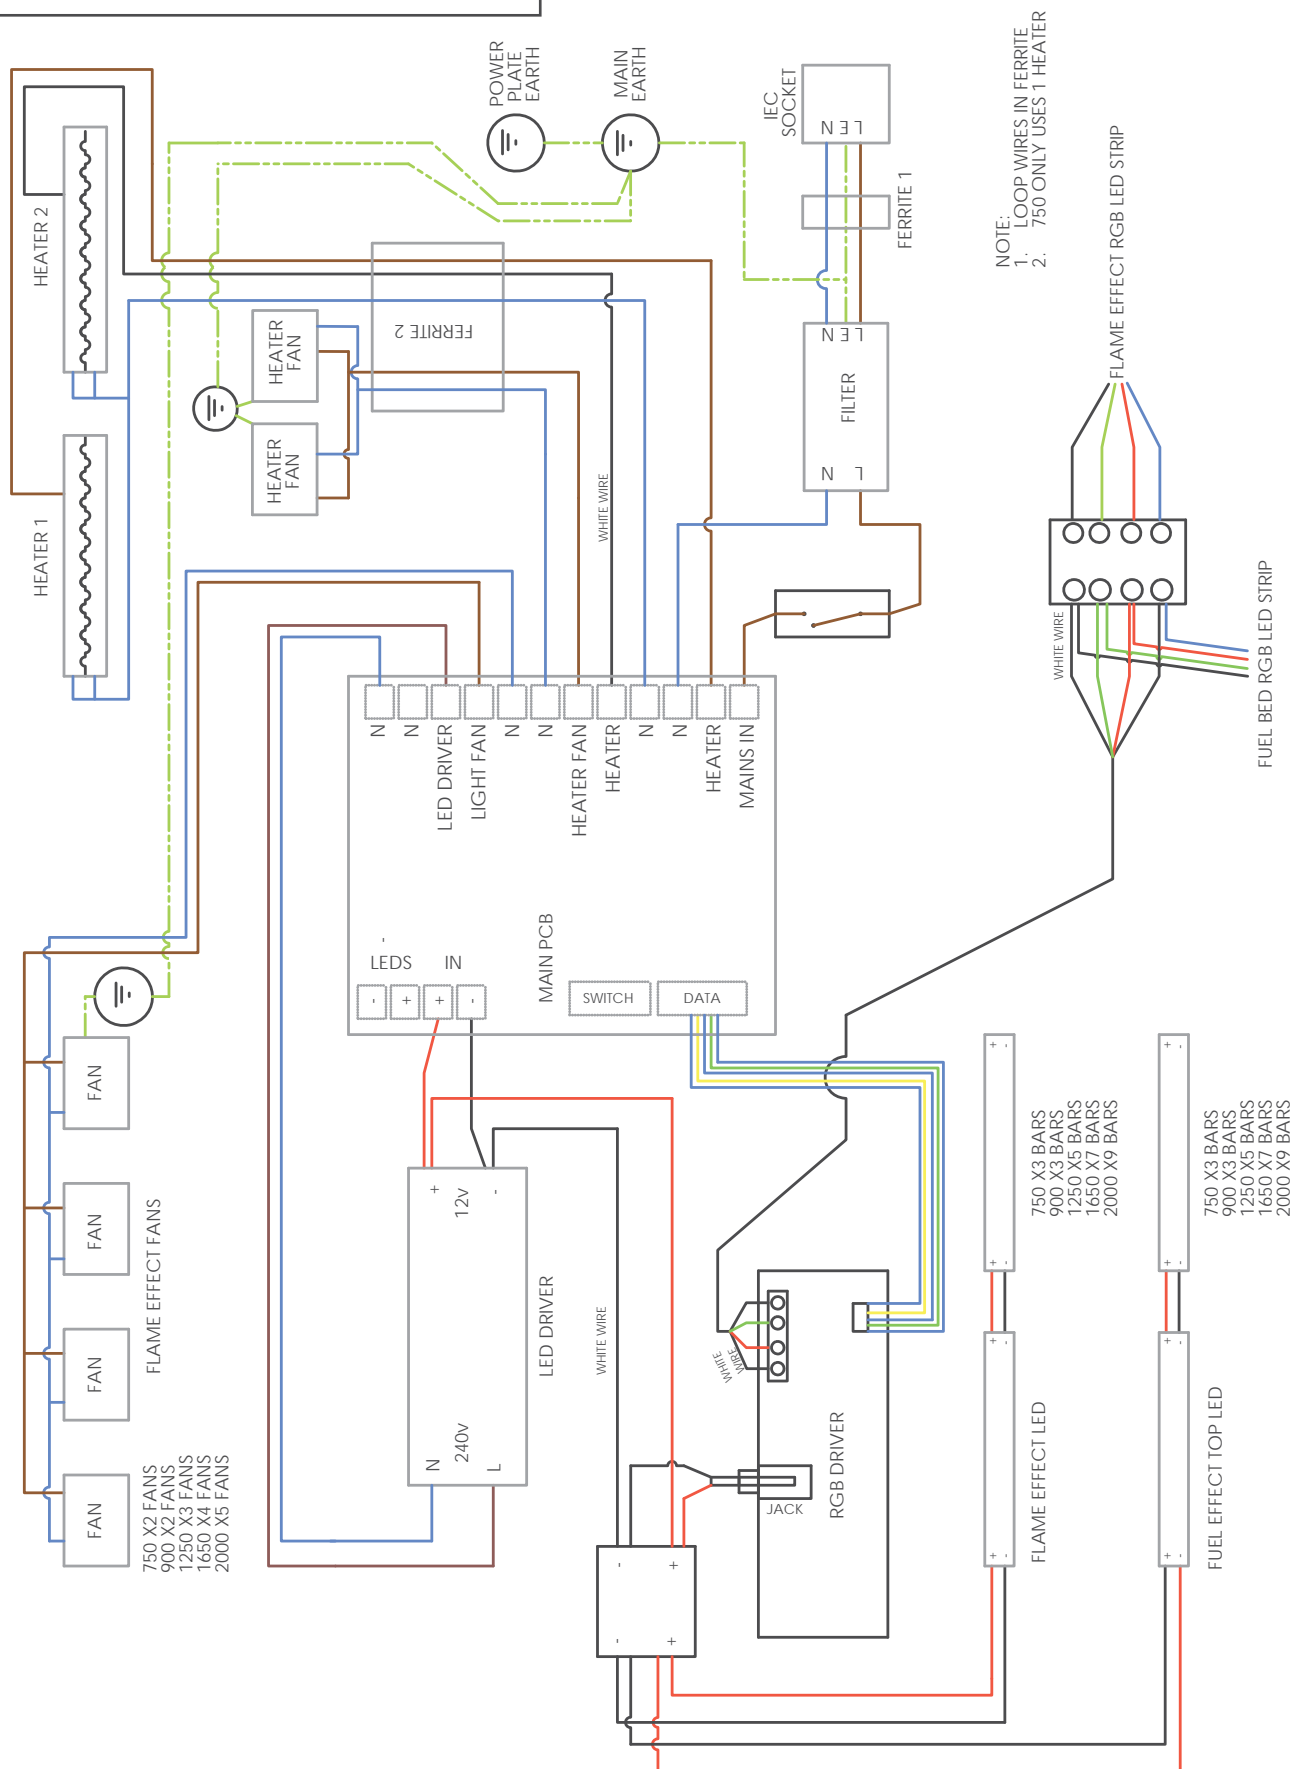 HEATER 2
HEATER 1
POWER
PLATE
EARTH
MAIN
EARTH
IEC
SOCKET
N
E
L
FERRITE 1
NOTE:
1. LOOP WIRES IN FERRITE
2. 750 ONLY USES 1 HEATER
FERRITE 2
HEATER
FAN
HEATER
FAN
N
E
L
FILTER
N
L
WHITE WIRE
FLAME EFFECT RGB LED STRIP
WHITE WIRE
FUEL BED RGB LED STRIP
N
N
LED DRIVER
LIGHT FAN
N
N
HEATER FAN
HEATER
N
N
HEATER
MAINS IN
MAIN PCB
-
LEDS
IN
-
+
+
-
SWITCH
DATA
FAN
FAN
FAN
FAN
FLAME EFFECT FANS
750 X2 FANS
900 X2 FANS
1250 X3 FANS
1650 X4 FANS
2000 X5 FANS
+
-
12v
LED DRIVER
240v
N
L
WHITE WIRE
WHITE
WIRE
RGB DRIVER
JACK
-
+
-
+
+
-
+
-
750 X3 BARS
900 X3 BARS
1250 X5 BARS
1650 X7 BARS
2000 X9 BARS
+
-
+
-
FLAME EFFECT LED
+
-
+
-
750 X3 BARS
900 X3 BARS
1250 X5 BARS
1650 X7 BARS
2000 X9 BARS
+
-
+
-
FUEL EFFECT TOP LED